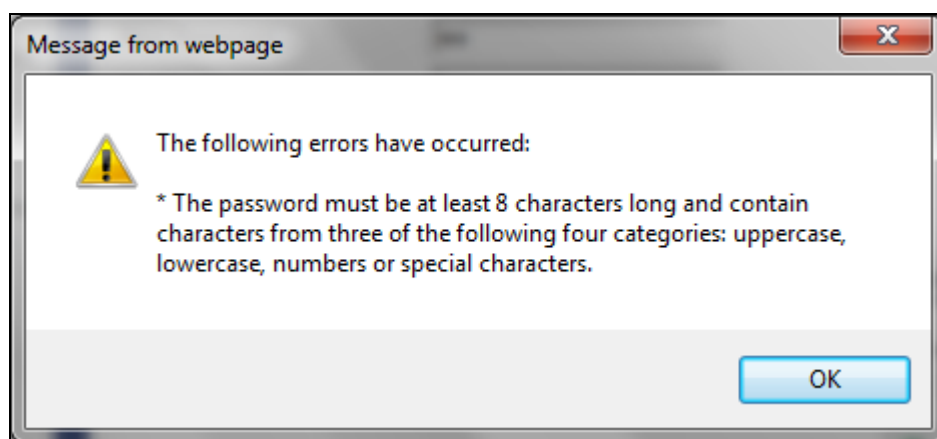 Message from webpage
The following errors have occurred:
* The password must be at least 8 characters long and contain
characters from three of the following four categories: uppercase,
lowercase, numbers or special characters.
OK